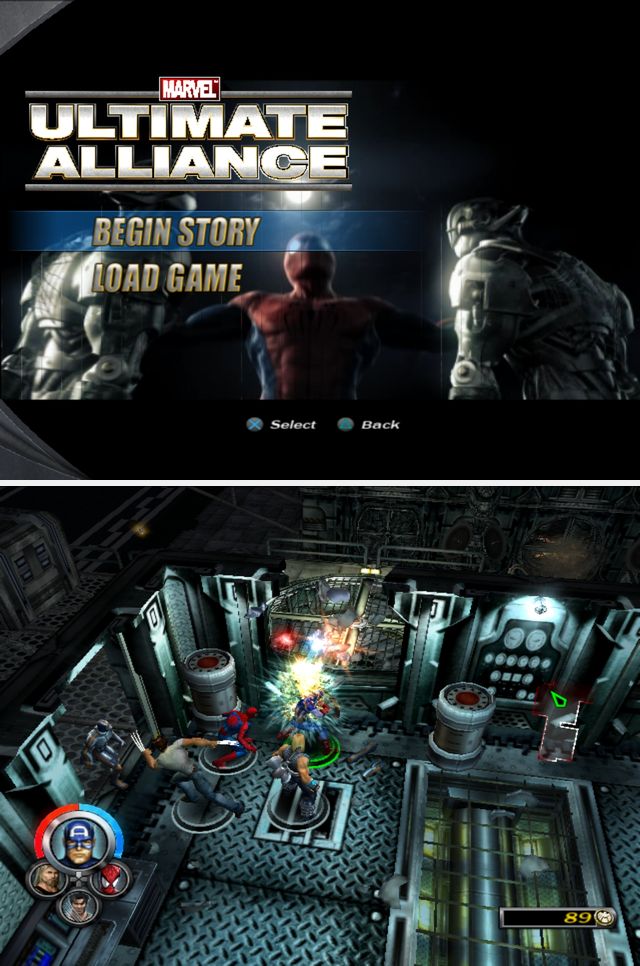 MARVEL
ULTIMATE
ALLIANCE
BEGIN STORY
LOAD GAME
Select
Back
89